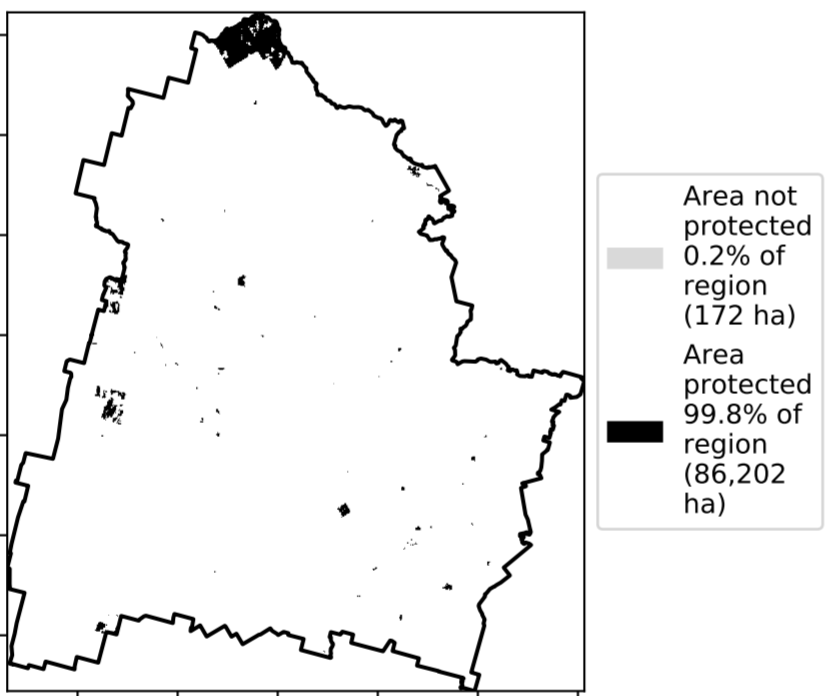 Area not
protected
0.2% of
region
(172 ha)
Area
protected
99.8% of
region
(86,202
ha)